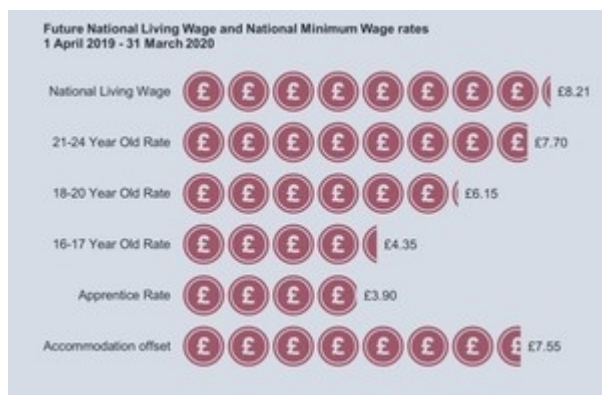 Future National Living Wage and National Minimum Wage rates
1 April 2019 - 31 March 2020
National Living Wage £ £ £ £ £ £ £ £ £8.21
21-24 Year Old Rate £ £ £ £ £ £ £ £ £7.70
18-20 Year Old Rate £ £ £ £ £ £ £6.15
16-17 Year Old Rate £ £ £ £ £4.35
Apprentice Rate £ £ £ £ £3.90
Accommodation offset £ £ £ £ £ £ £ £ £7.55